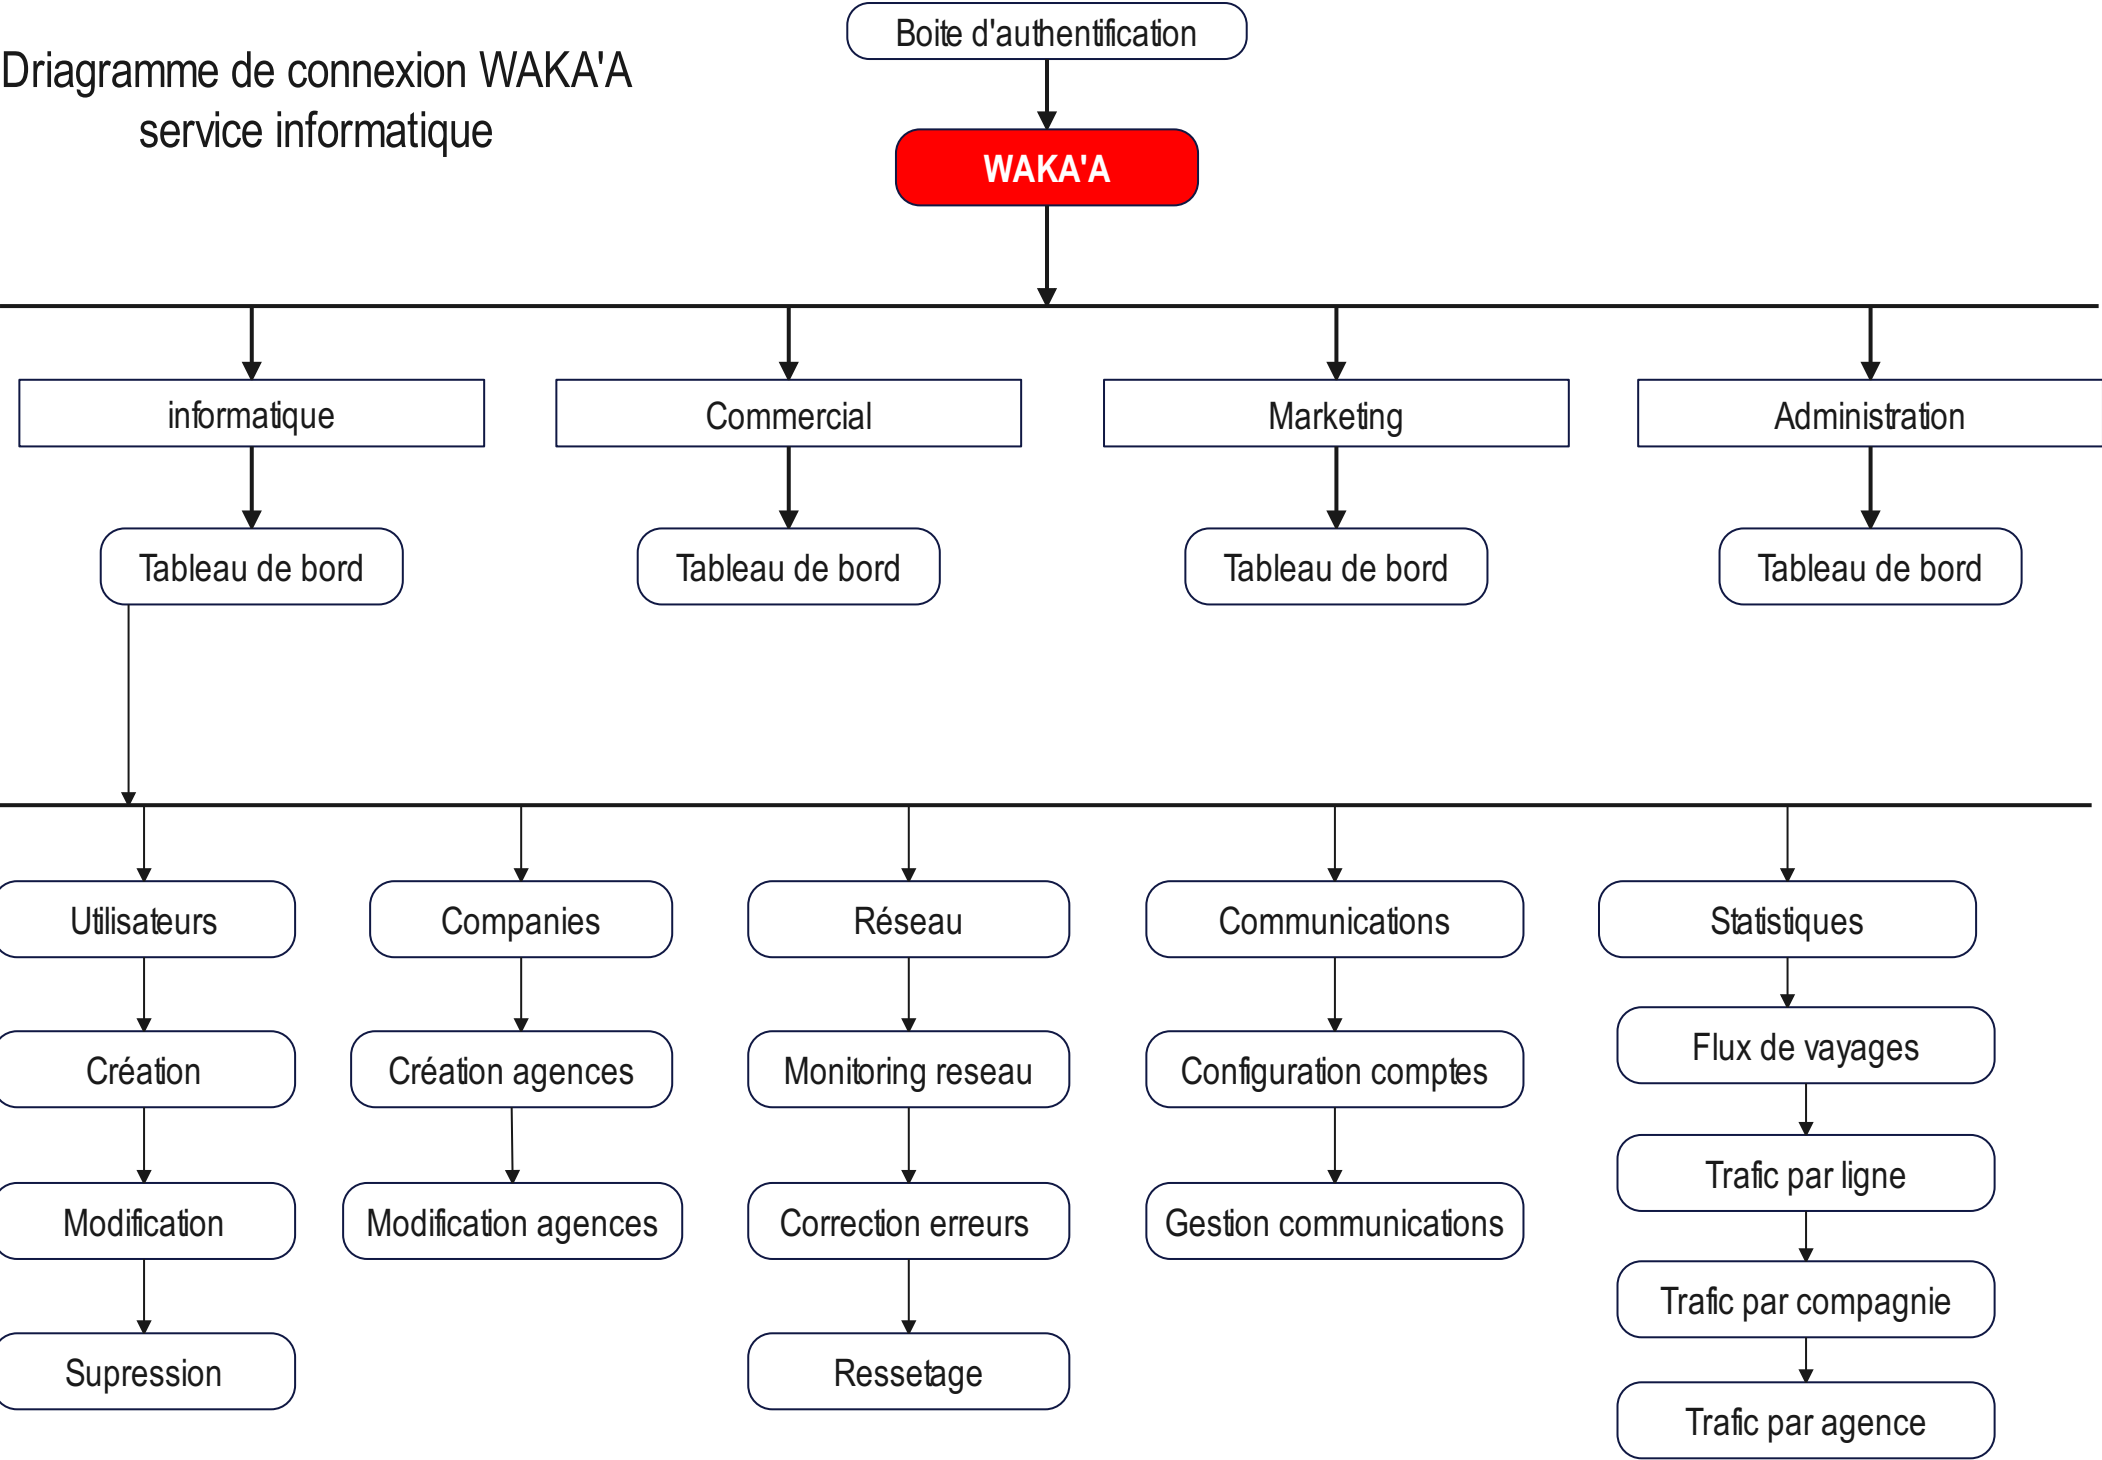 Boite d'authentification
Driagramme de connexion WAKA'A
service informatique
WAKA'A
informatique
Commercial
Marketing
Administration
Tableau de bord
Tableau de bord
Tableau de bord
Tableau de bord
Utilisateurs
Companies
Réseau
Communications
Statistiques
Création
Création agences
Monitoring reseau
Configuration comptes
Flux de vayages
Modification
Modification agences
Correction erreurs
Gestion communications
Trafic par ligne
Trafic par compagnie
Supression
Ressetage
Trafic par agence